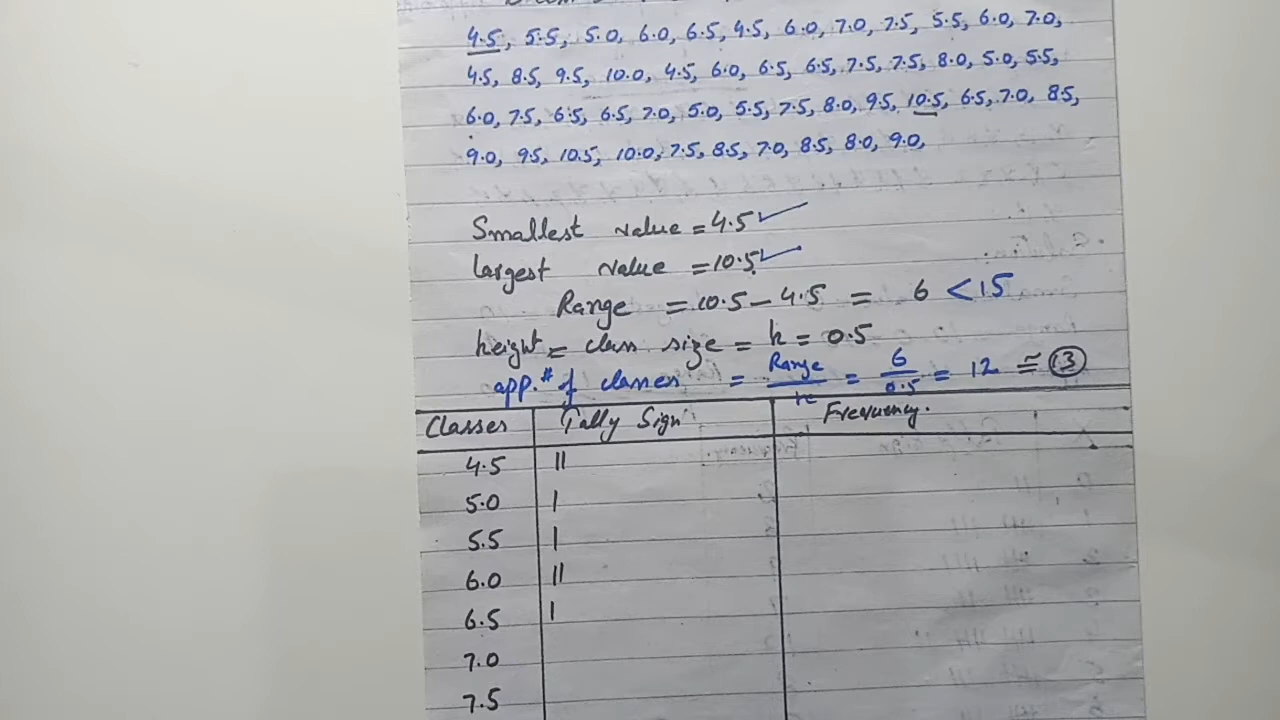 4.5, 5.5, 5.0, 6.0, 6.5, 4.5, 6.0, 7.0, 7.5, 5.5, 6.0, 7.0,
4.5, 8.5, 9.5, 10.0, 4.5, 6.0, 6.5, 6.5, 7.5, 7.5, 8.0, 5.0, 5.5,
6.0, 7.5, 6.5, 6.5, 7.0, 5.0, 5.5, 7.5, 8.0, 9.5, 10.5, 6.5, 7.0, 8.5,
9.0, 9.5, 10.5, 10.0, 7.5, 8.5, 7.0, 8.5, 8.0, 9.0,
Smallest value = 4.5 ✓
largest value = 10.5 ✓
Range = 10.5 - 4.5 = 6 < 15
height = class size = h = 0.5
app. # of classes = Range/h = 6/0.5 = 12 ≅ 13
Classes Tally Sign Frequency.
4.5 ||
5.0 |
5.5 |
6.0 ||
6.5 |
7.0
7.5